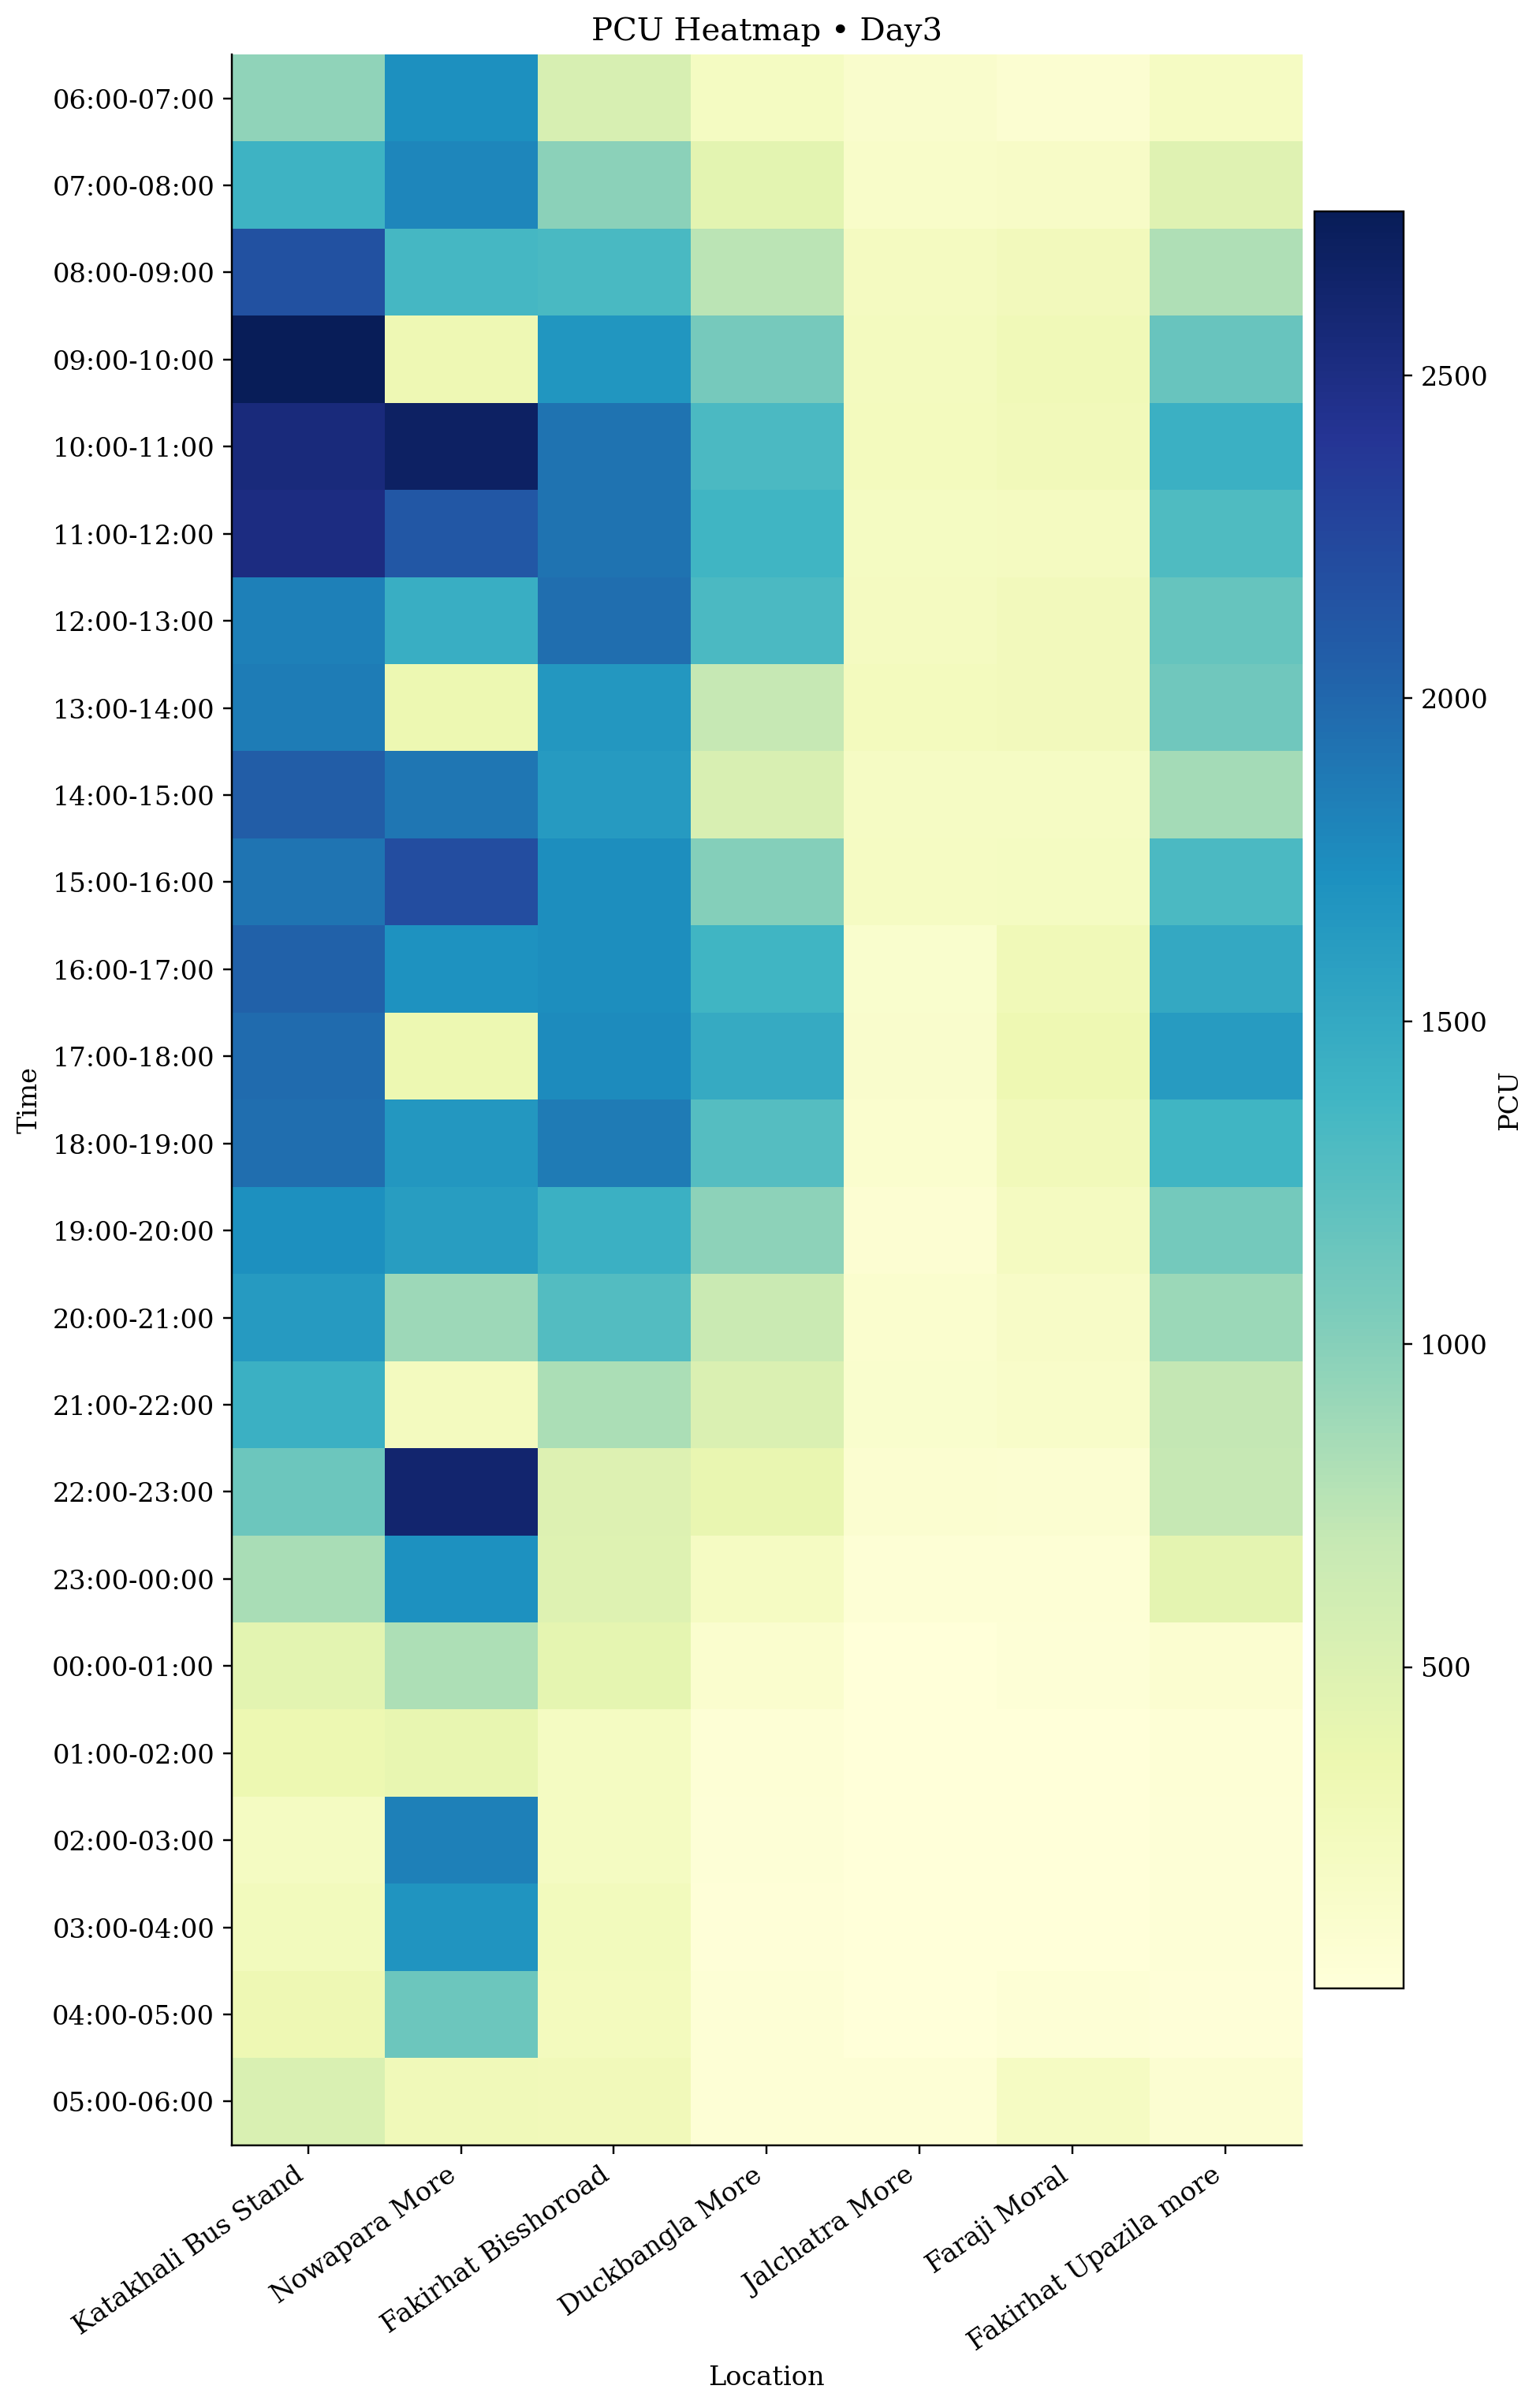 PCU Heatmap • Day3
06:00-07:00
07:00-08:00
08:00-09:00
09:00-10:00
10:00-11:00
11:00-12:00
12:00-13:00
13:00-14:00
14:00-15:00
15:00-16:00
16:00-17:00
17:00-18:00
18:00-19:00
19:00-20:00
20:00-21:00
21:00-22:00
22:00-23:00
23:00-00:00
00:00-01:00
01:00-02:00
02:00-03:00
03:00-04:00
04:00-05:00
05:00-06:00
Time
Katakhali Bus Stand
Nowapara More
Fakirhat Bisshoroad
Duckbangla More
Jalchatra More
Faraji Moral
Fakirhat Upazila more
Location
2500
2000
1500
1000
500
PCU